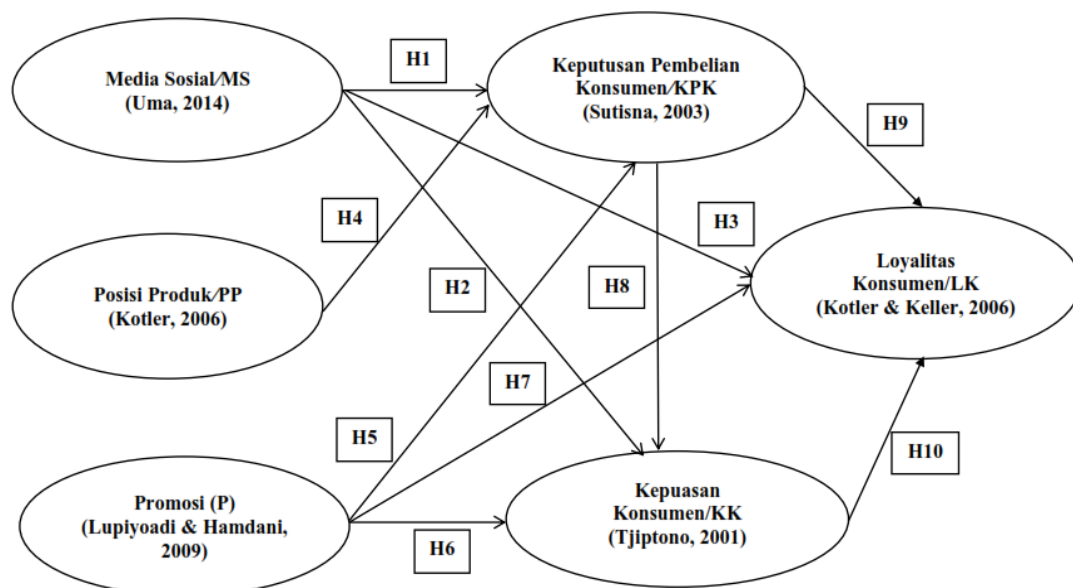 H1
Media Sosial/MS
(Uma, 2014)
Keputusan Pembelian
Konsumen/KPK
(Sutisna, 2003)
H9
H4
H3
Posisi Produk/PP
(Kotler, 2006)
H2
H8
Loyalitas
Konsumen/LK
(Kotler & Keller, 2006)
H7
H5
H10
Promosi (P)
(Lupiyoadi & Hamdani,
2009)
H6
Kepuasan
Konsumen/KK
(Tjiptono, 2001)